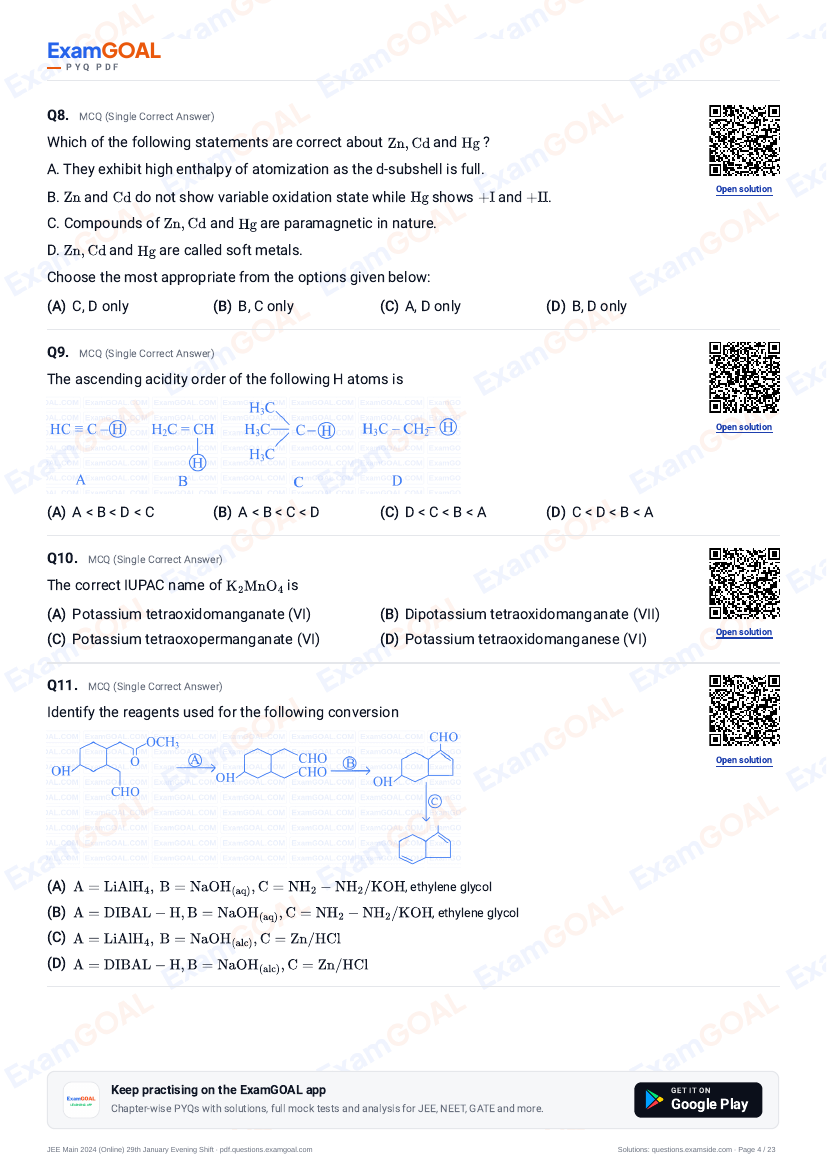 ExamGOAL
PYQ PDF
Q8. MCQ (Single Correct Answer)
Which of the following statements are correct about Zn, Cd and Hg ?
A. They exhibit high enthalpy of atomization as the d-subshell is full.
B. Zn and Cd do not show variable oxidation state while Hg shows +I and +II.
C. Compounds of Zn, Cd and Hg are paramagnetic in nature.
D. Zn, Cd and Hg are called soft metals.
Choose the most appropriate from the options given below:
(A) C, D only (B) B, C only (C) A, D only (D) B, D only
Open solution
Q9. MCQ (Single Correct Answer)
The ascending acidity order of the following H atoms is
HC ≡ C – H
A
H₂C = CH
H
B
H₃C
H₃C
H₃C
C – H
C
H₃C – CH₂ – H
D
(A) A < B < D < C (B) A < B < C < D (C) D < C < B < A (D) C < D < B < A
Open solution
Q10. MCQ (Single Correct Answer)
The correct IUPAC name of K₂MnO₄ is
(A) Potassium tetraoxidomanganate (VI) (B) Dipotassium tetraoxidomanganate (VII)
(C) Potassium tetraoxopermanganate (VI) (D) Potassium tetraoxidomanganese (VI)
Open solution
Q11. MCQ (Single Correct Answer)
Identify the reagents used for the following conversion
OCH₃
O
OH
CHO
A
CHO
CHO
OH
B
CHO
OH
C
(A) A = LiAlH₄, B = NaOH₍aq₎, C = NH₂ − NH₂/KOH, ethylene glycol
(B) A = DIBAL − H, B = NaOH₍aq₎, C = NH₂ − NH₂/KOH, ethylene glycol
(C) A = LiAlH₄, B = NaOH₍alc₎, C = Zn/HCl
(D) A = DIBAL − H, B = NaOH₍alc₎, C = Zn/HCl
Open solution
ExamGOAL
Keep practising on the ExamGOAL app
Chapter-wise PYQs with solutions, full mock tests and analysis for JEE, NEET, GATE and more.
GET IT ON
Google Play
JEE Main 2024 (Online) 29th January Evening Shift · pdf.questions.examgoal.com
Solutions: questions.examside.com · Page 4 / 23